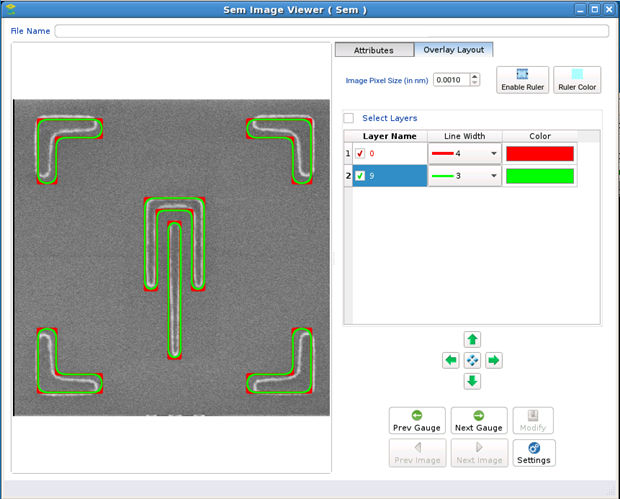 Sem Image Viewer ( Sem )
File Name
Attributes
Overlay Layout
Image Pixel Size (in nm)
0.0010
Enable Ruler
Ruler Color
Select Layers
Layer Name
Line Width
Color
1
0
4
2
9
3
Prev Gauge
Next Gauge
Modify
Prev Image
Next Image
Settings